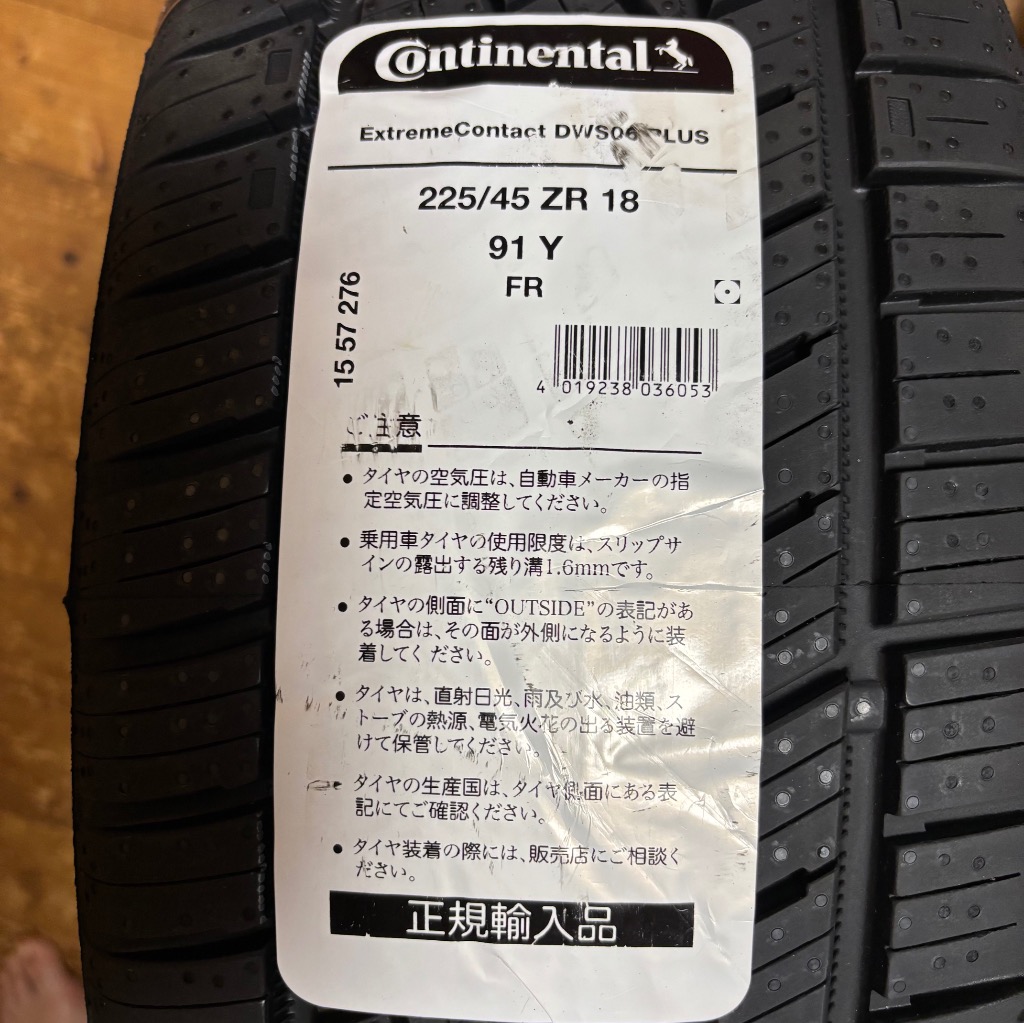 Continental
ExtremeContact DWS06 PLUS
225/45 ZR 18
91 Y
FR
15 57 276
4 019238 036053
ご注意
• タイヤの空気圧は、自動車メーカーの指
定空気圧に調整してください。
• 乗用車タイヤの使用限度は、スリップサ
インの露出する残り溝1.6mmです。
• タイヤの側面に“OUTSIDE”の表記があ
る場合は、その面が外側になるように装
着してください。
• タイヤは、直射日光、雨及び水、油類、ス
トーブの熱源、電気火花の出る装置を避
けて保管してください。
• タイヤの生産国は、タイヤ側面にある表
記にてご確認ください。
• タイヤ装着の際には、販売店にご相談く
ださい。
正規輸入品